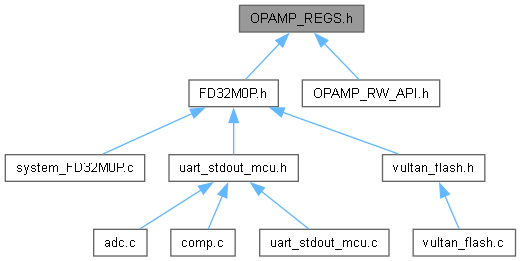 OPAMP_REGS.h
FD32M0P.h
OPAMP_RW_API.h
system_FD32M0P.c
uart_stdout_mcu.h
vultan_flash.h
adc.c
comp.c
uart_stdout_mcu.c
vultan_flash.c